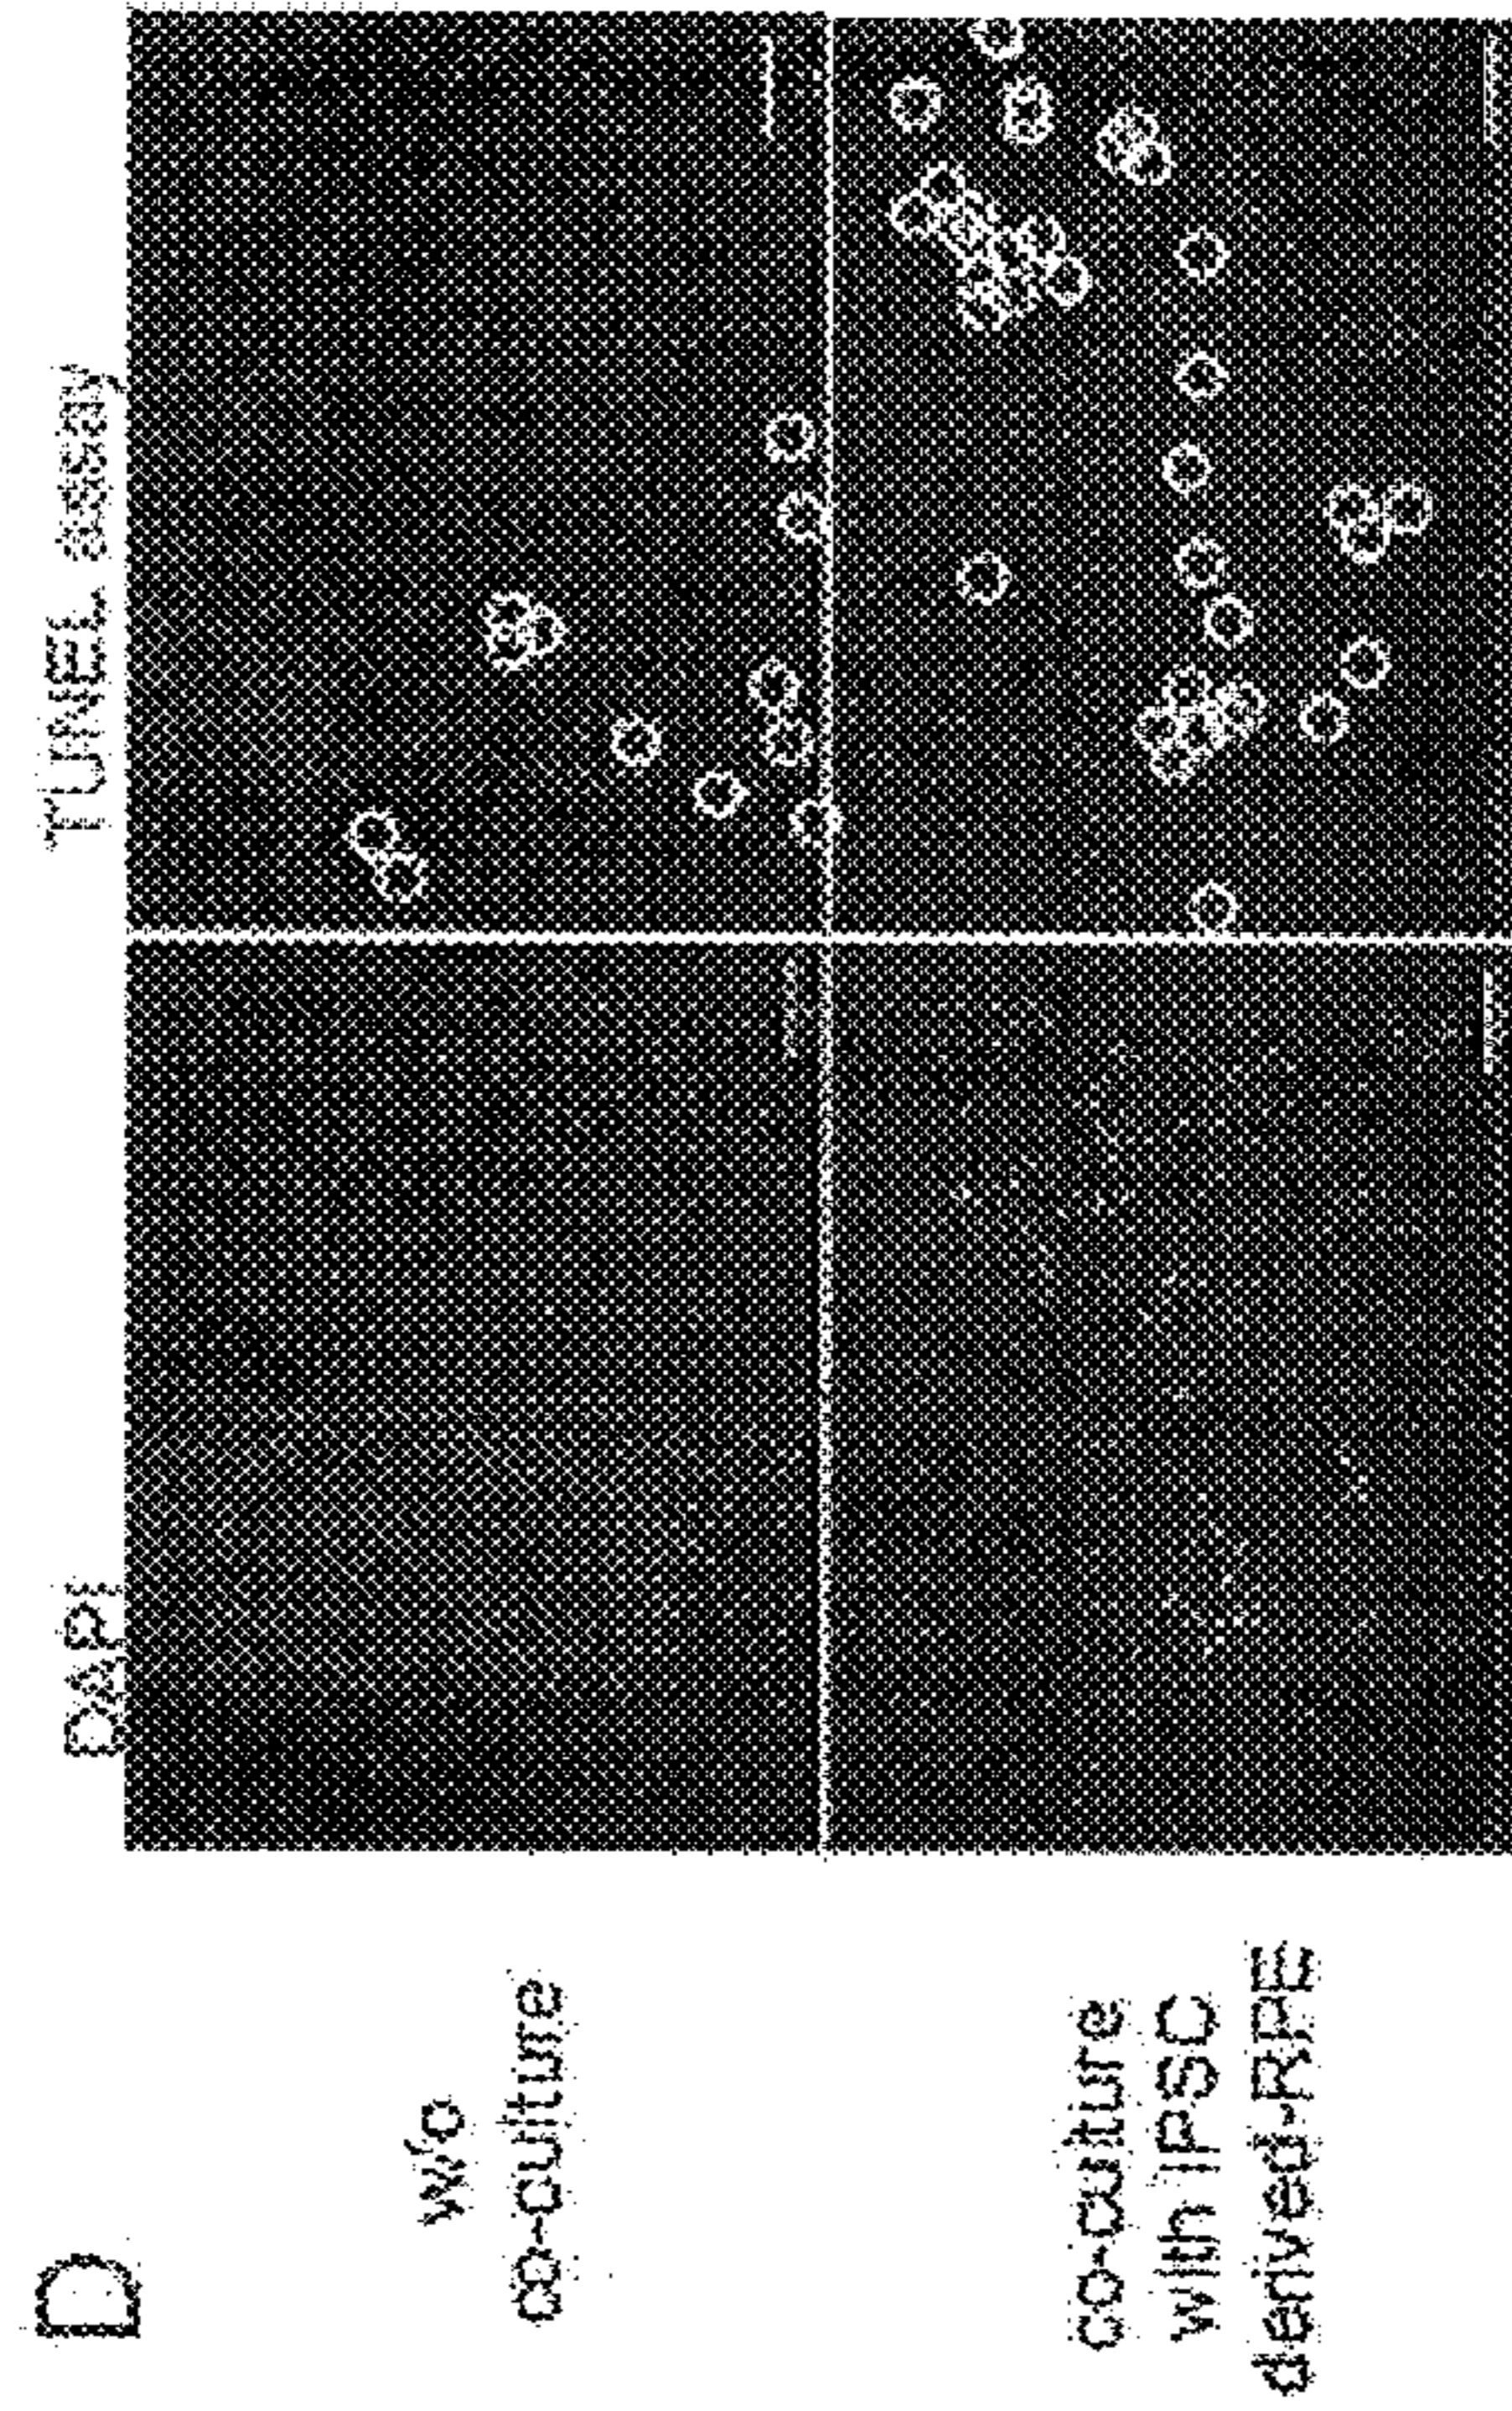 D
DAPI
TUNEL assay
w/o
co-culture
co-culture
with iPSC
derived-RPE